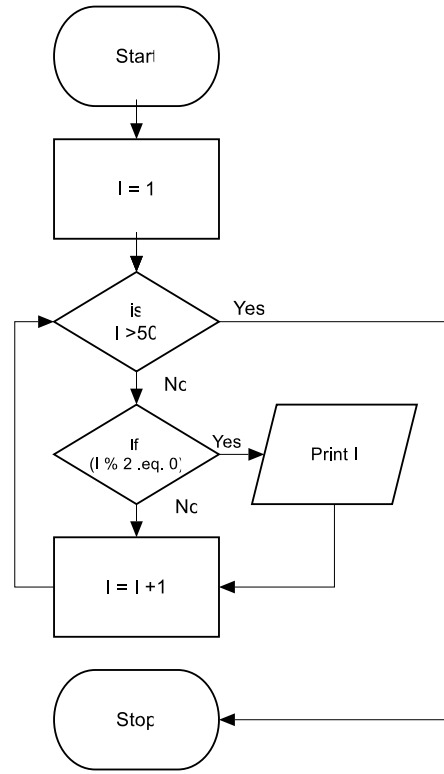 Start
I = 1
is
I >50
Yes
No
If
(I % 2 .eq. 0)
Yes
Print I
No
I = I +1
Stop